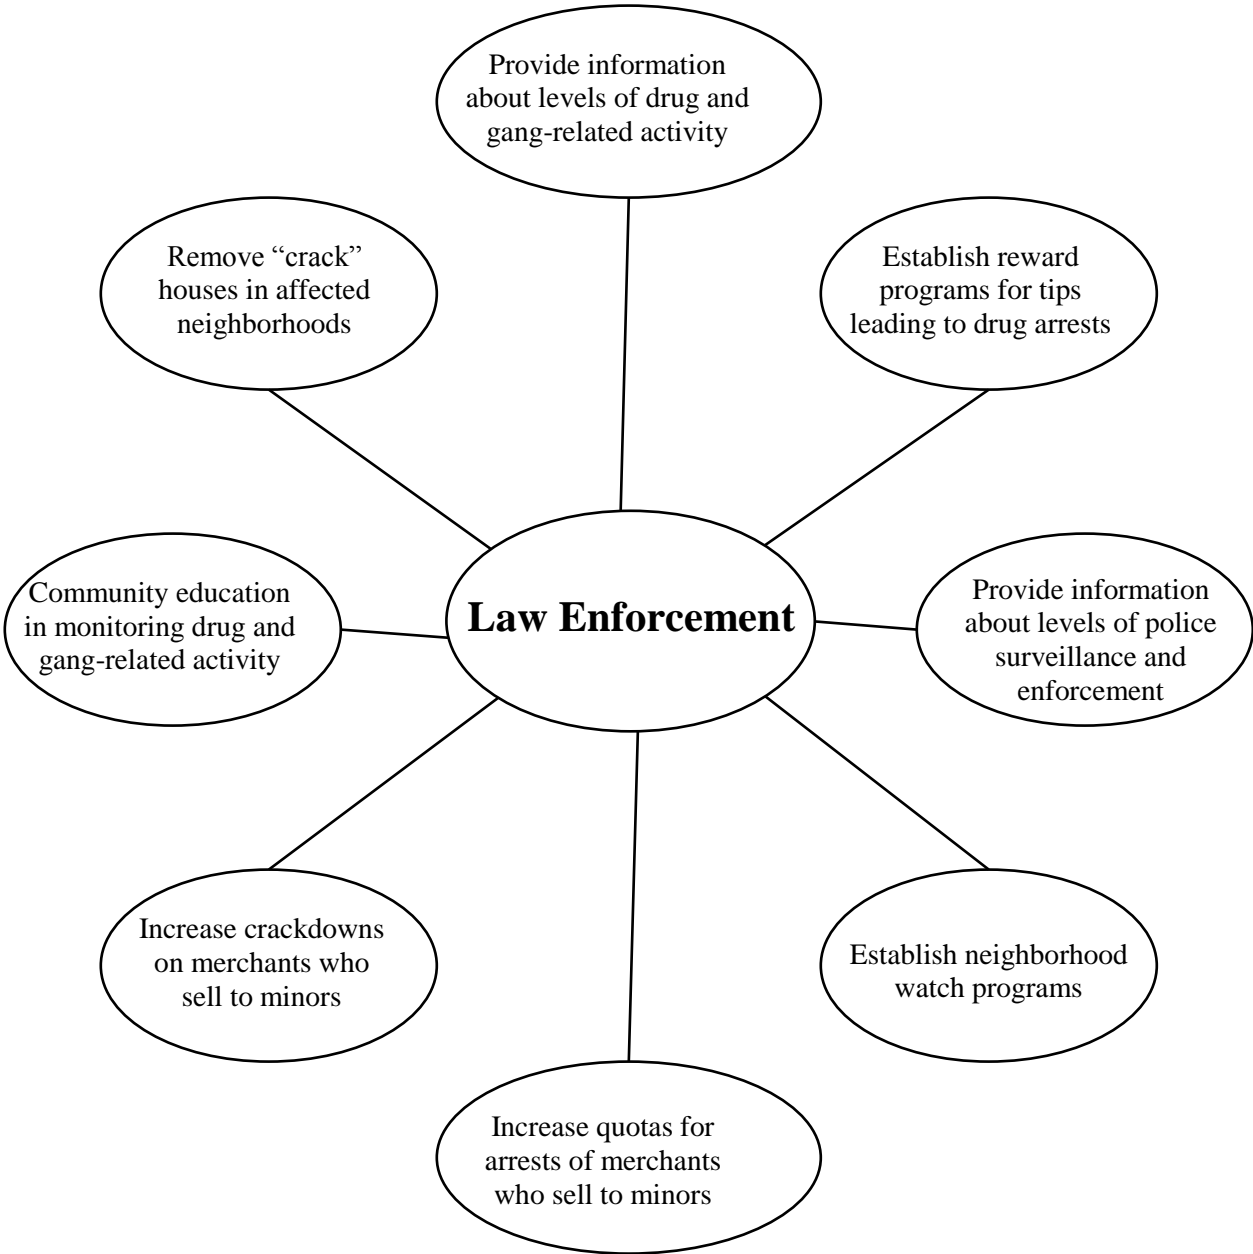 Provide information
about levels of drug and
gang-related activity
Remove “crack”
houses in affected
neighborhoods
Establish reward
programs for tips
leading to drug arrests
Community education
in monitoring drug and
gang-related activity
Law Enforcement
Provide information
about levels of police
surveillance and
enforcement
Increase crackdowns
on merchants who
sell to minors
Establish neighborhood
watch programs
Increase quotas for
arrests of merchants
who sell to minors